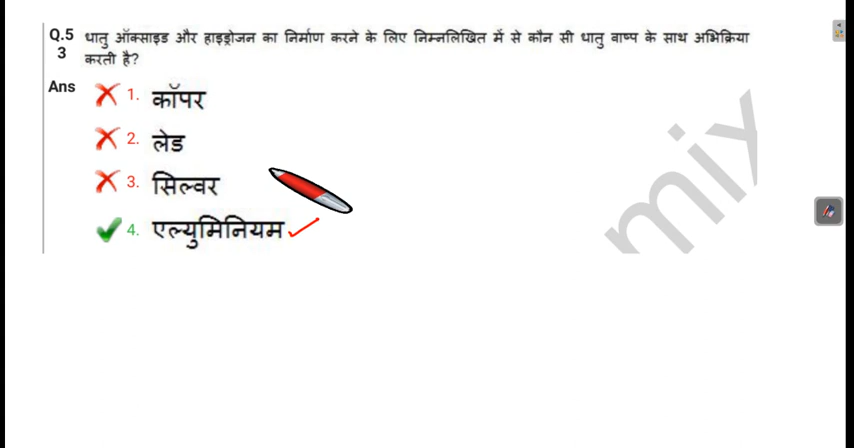 Q.5 धातु ऑक्साइड और हाइड्रोजन का निर्माण करने के लिए निम्नलिखित में से कौन सी धातु वाष्प के साथ अभिक्रिया
3 करती है?
Ans 1. कॉपर
2. लेड
3. सिल्वर
4. एल्युमिनियम
mix